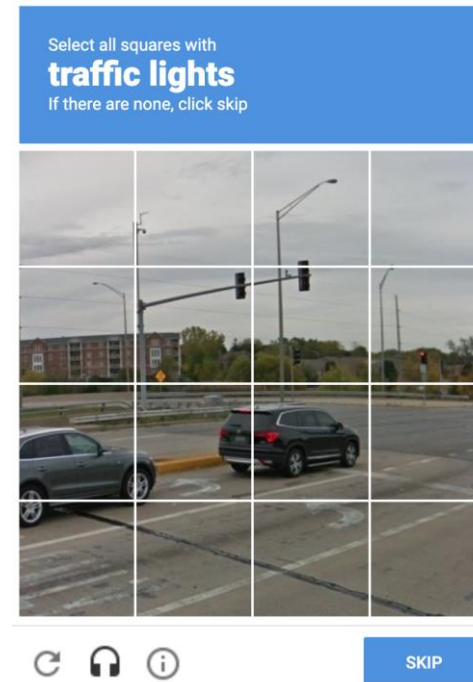 Select all squares with
traffic lights
If there are none, click skip
SKIP